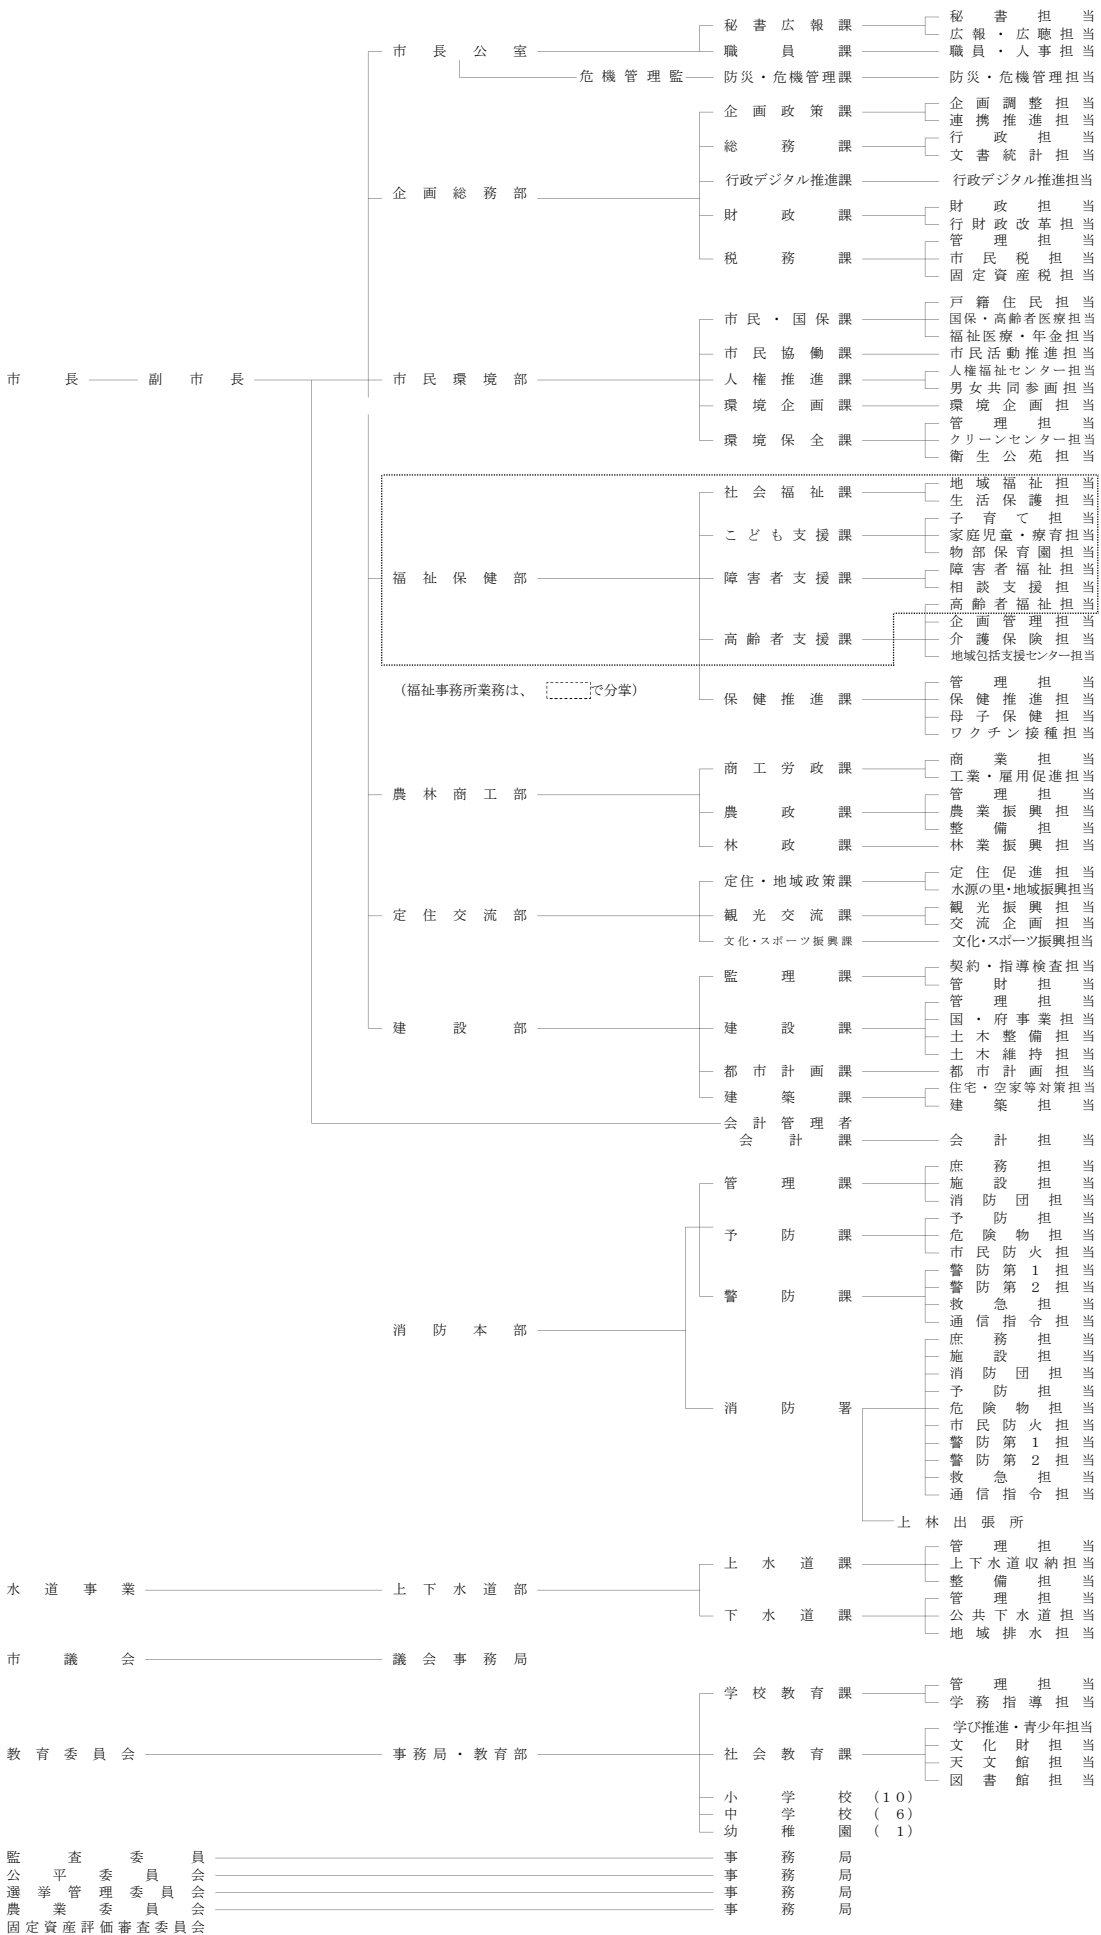 秘書広報課 秘書担当
広報・広聴担当
市長公室 職員課 職員・人事担当
危機管理監 防災・危機管理課 防災・危機管理担当
企画政策課 企画調整担当
連携推進担当
総務課 行政担当
文書統計担当
行政デジタル推進課 行政デジタル推進担当
企画総務部
財政課 財政担当
行財政改革担当
管理担当
税務課 市民税担当
固定資産税担当
戸籍住民担当
市民・国保課 国保・高齢者医療担当
福祉医療・年金担当
市民協働課 市民活動推進担当
人権福祉センター担当
市長 副市長 市民環境部 人権推進課
男女共同参画担当
環境企画課 環境企画担当
管理担当
環境保全課 クリーンセンター担当
衛生公苑担当
社会福祉課 地域福祉担当
生活保護担当
子育て担当
こども支援課 家庭児童・療育担当
物部保育園担当
福祉保健部 障害者支援課 障害者福祉担当
相談支援担当
高齢者福祉担当
企画管理担当
高齢者支援課 介護保険担当
地域包括支援センター担当
(福祉事務所業務は、 で分掌)
管理担当
保健推進課 保健推進担当
母子保健担当
ワクチン接種担当
商工労政課 商業担当
工業・雇用促進担当
農林商工部 管理担当
農政課 農業振興担当
整備担当
林政課 林業振興担当
定住・地域政策課 定住促進担当
水源の里・地域振興担当
定住交流部 観光交流課 観光振興担当
交流企画担当
文化・スポーツ振興課 文化・スポーツ振興担当
監理課 契約・指導検査担当
管財担当
管理担当
建設部 建設課 国・府事業担当
土木整備担当
土木維持担当
都市計画課 都市計画担当
建築課 住宅・空家等対策担当
建築担当
会計管理者
会計課 会計担当
庶務担当
管理課 施設担当
消防団担当
予防担当
予防課 危険物担当
市民防火担当
警防第1担当
警防第2担当
警防課 救急担当
通信指令担当
消防本部 庶務担当
施設担当
消防団担当
予防担当
消防署 危険物担当
市民防火担当
警防第1担当
警防第2担当
救急担当
通信指令担当
上林出張所
管理担当
上水道課 上下水道収納担当
水道事業 上下水道部 整備担当
管理担当
下水道課 公共下水道担当
地域排水担当
市議会 議会事務局
学校教育課 管理担当
学務指導担当
学び推進・青少年担当
教育委員会 事務局・教育部 社会教育課 文化財担当
天文館担当
図書館担当
小学校 (10)
中学校 (6)
幼稚園 (1)
監査委員 事務局
公平委員会 事務局
選挙管理委員会 事務局
農業委員会 事務局
固定資産評価審査委員会